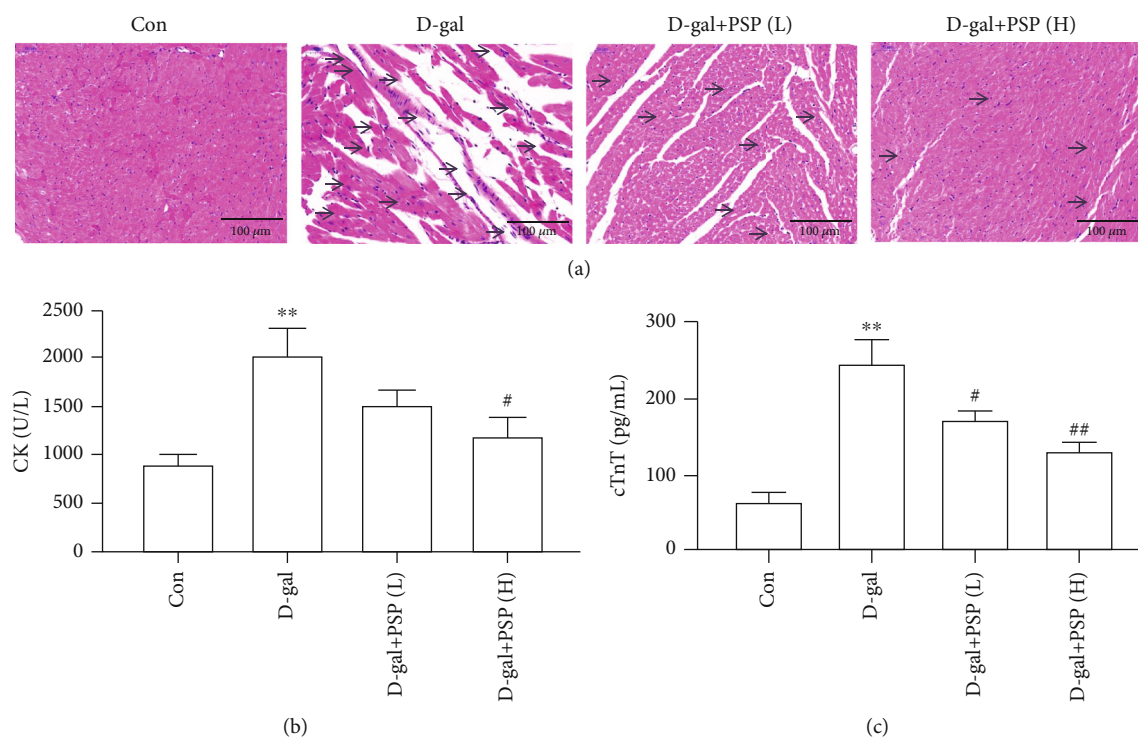 Con
D-gal
D-gal+PSP (L)
D-gal+PSP (H)
100 μm
100 μm
100 μm
100 μm
(a)
CK (U/L)
2500
2000
1500
1000
500
0
**
#
Con
D-gal
D-gal+PSP (L)
D-gal+PSP (H)
(b)
cTnT (pg/mL)
300
200
100
0
**
#
##
Con
D-gal
D-gal+PSP (L)
D-gal+PSP (H)
(c)